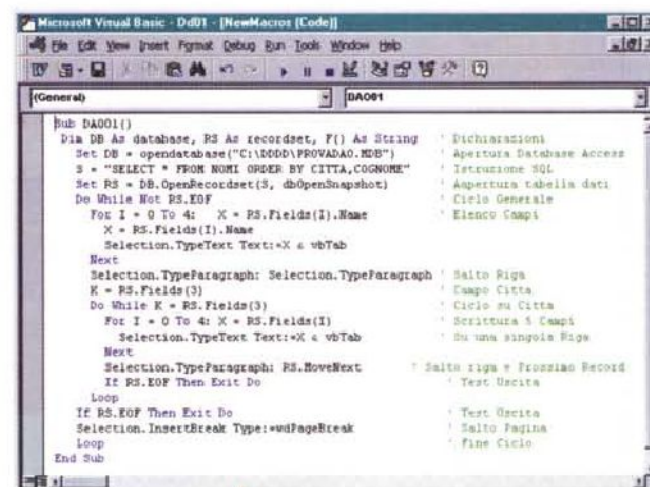 Microsoft Visual Basic - Dd01 - [NewMacros [Code]]
File Edit View Insert Format Debug Run Tools Window Help
(General) DAO01
Sub DAO01()
Dim DB As database, RS As recordset, F() As String ' Dichiarazioni
Set DB = opendatabase("C:\DDDD\PROVADAO.MDB") ' Apertura Database Access
S = "SELECT * FROM NOMI ORDER BY CITTA,COGNOME" ' Istruzione SQL
Set RS = DB.OpenRecordset(S, dbOpenSnapshot) ' Aapertura tabella dati
Do While Not RS.EOF ' Ciclo Generale
For I = 0 To 4: X = RS.Fields(I).Name ' Elenco Campi
X = RS.Fields(I).Name
Selection.TypeText Text:=X & vbTab
Next
Selection.TypeParagraph: Selection.TypeParagraph ' Salto Riga
K = RS.Fields(3) ' Campo Citta
Do While K = RS.Fields(3) ' Ciclo su Citta
For I = 0 To 4: X = RS.Fields(I) ' Scrittura 5 Campi
Selection.TypeText Text:=X & vbTab ' Su una singola Riga
Next
Selection.TypeParagraph: RS.MoveNext ' Salto riga e Prossimo Record
If RS.EOF Then Exit Do ' Test Uscita
Loop
If RS.EOF Then Exit Do ' Test Uscita
Selection.InsertBreak Type:=wdPageBreak ' Salto Pagina
Loop ' Fine Ciclo
End Sub